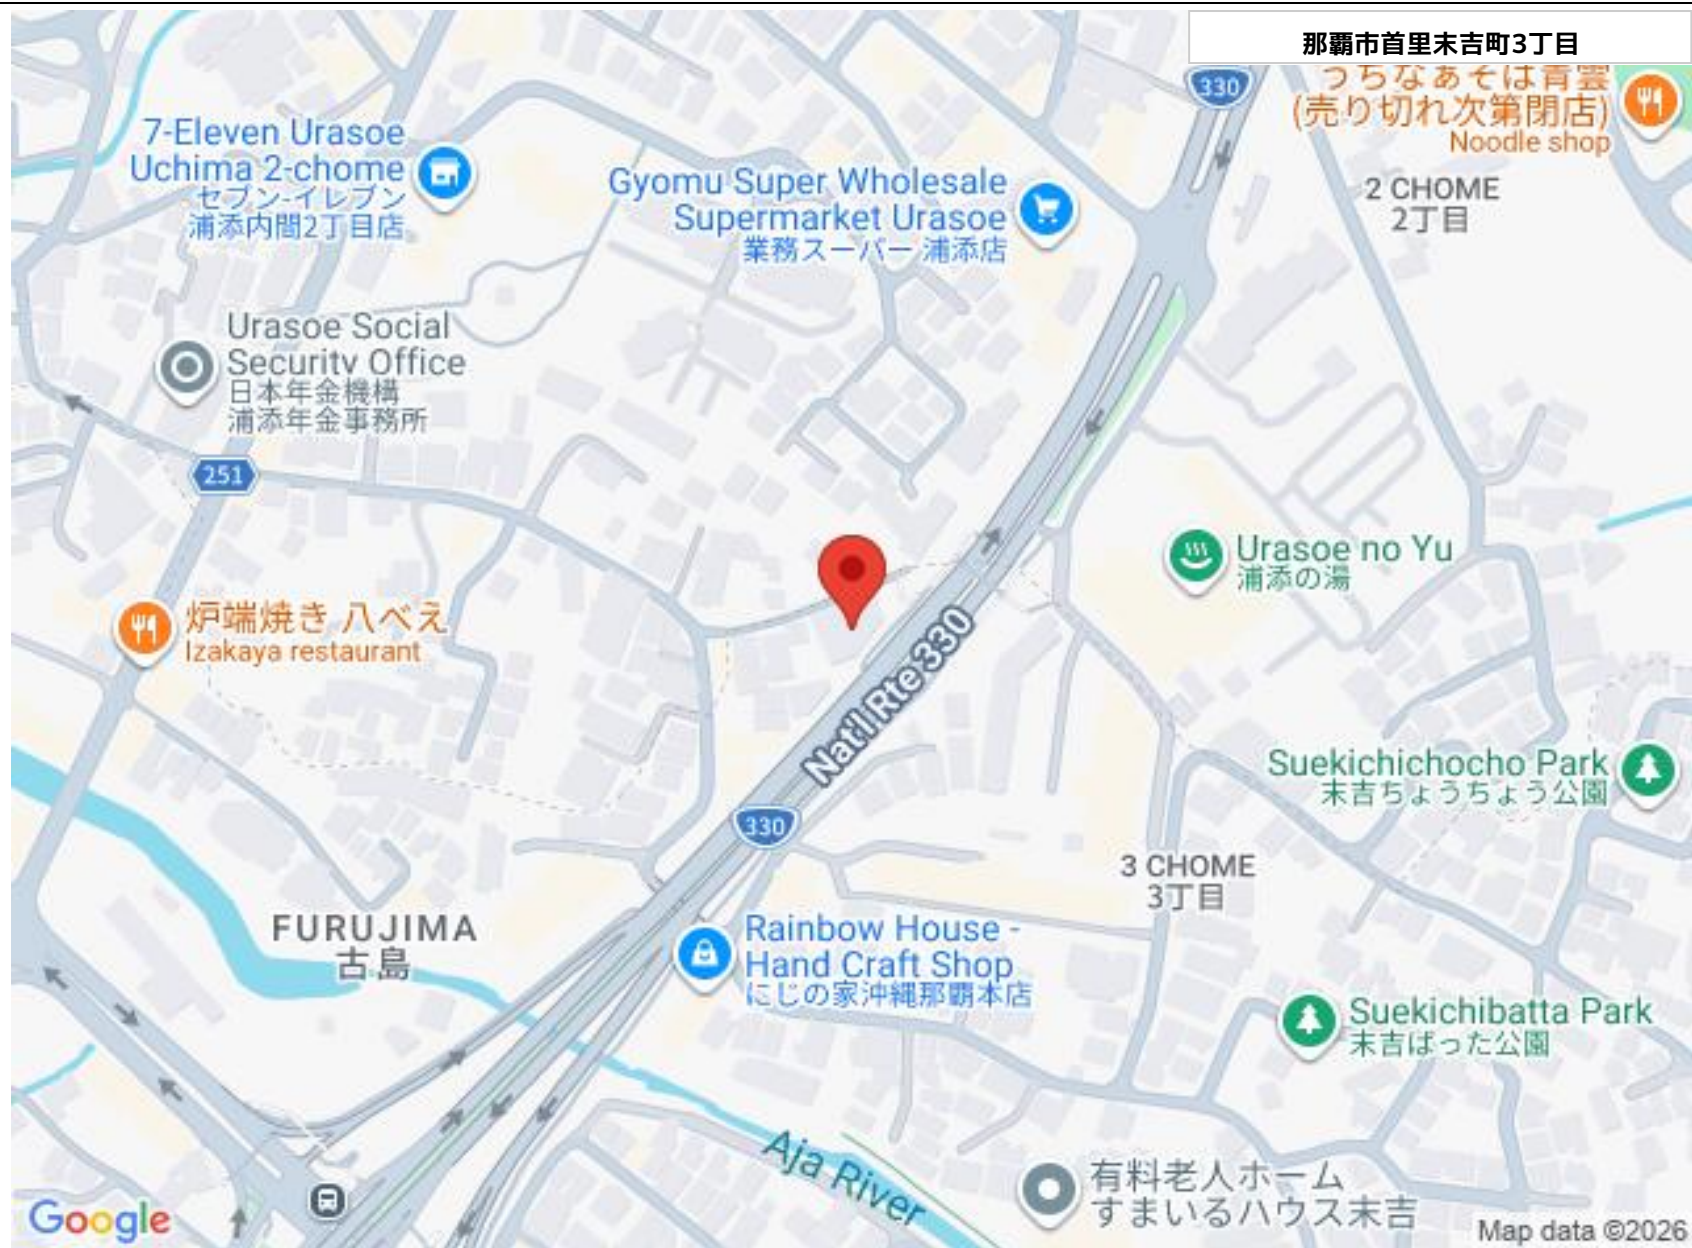 那覇市首里末吉町3丁目
330
うちなあそば青雲
(売り切れ次第閉店)
Noodle shop
7-Eleven Urasoe
Uchima 2-chome
セブン-イレブン
浦添内間2丁目店
Gyomu Super Wholesale
Supermarket Urasoe
業務スーパー 浦添店
2 CHOME
2丁目
Urasoe Social
Security Office
日本年金機構
浦添年金事務所
251
Urasoe no Yu
浦添の湯
炉端焼き 八べえ
Izakaya restaurant
Nat'l Rte 330
Suekichichocho Park
末吉ちょうちょう公園
330
3 CHOME
3丁目
FURUJIMA
古島
Rainbow House -
Hand Craft Shop
にじの家沖縄那覇本店
Suekichibatta Park
末吉ばった公園
Aja River
有料老人ホーム
すまいるハウス末吉
Google
Map data ©2026